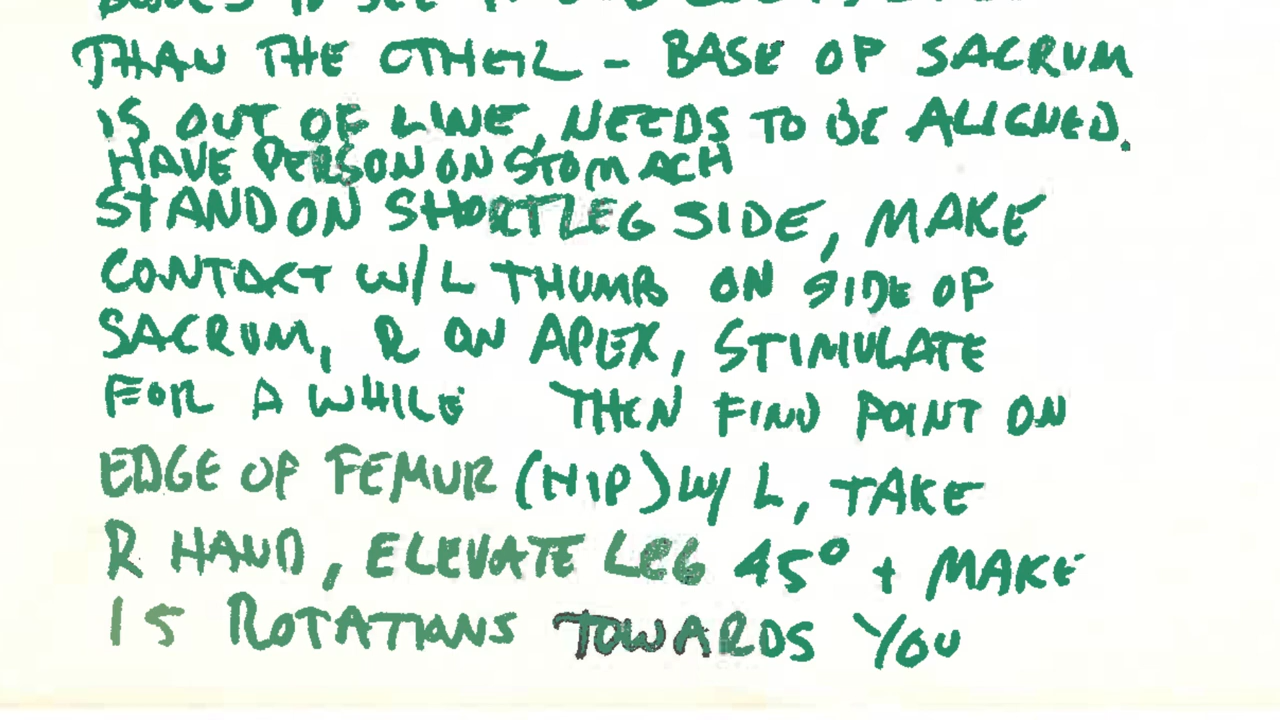 THAN THE OTHER - BASE OF SACRUM
IS OUT OF LINE, NEEDS TO BE ALIGNED.
HAVE PERSON ON STOMACH
STAND ON SHORT LEG SIDE, MAKE
CONTACT W/L THUMB ON SIDE OF
SACRUM, R ON APEX, STIMULATE
FOR A WHILE THEN FIND POINT ON
EDGE OF FEMUR (HIP) W/ L, TAKE
R HAND, ELEVATE LEG 45° + MAKE
15 ROTATIONS TOWARDS YOU